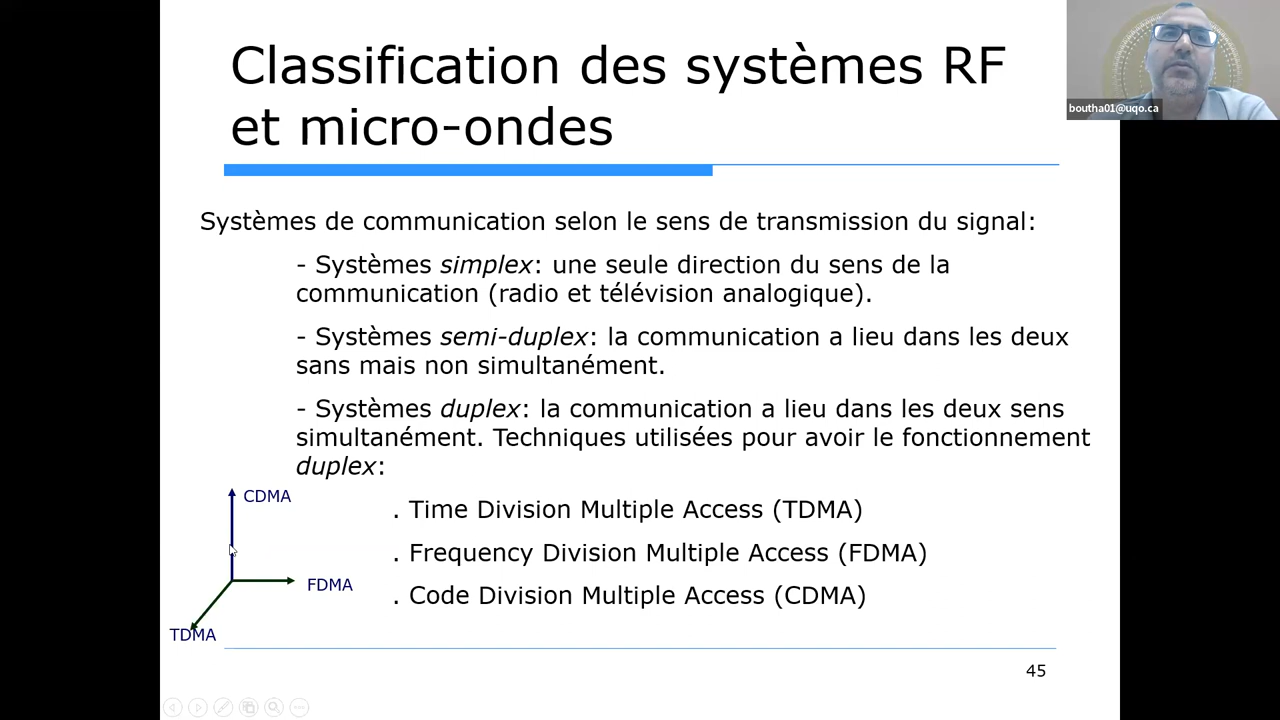 Classification des systèmes RF
et micro-ondes
boutha01@uqo.ca
Systèmes de communication selon le sens de transmission du signal:
- Systèmes simplex: une seule direction du sens de la
communication (radio et télévision analogique).
- Systèmes semi-duplex: la communication a lieu dans les deux
sans mais non simultanément.
- Systèmes duplex: la communication a lieu dans les deux sens
simultanément. Techniques utilisées pour avoir le fonctionnement
duplex:
CDMA
FDMA
TDMA
. Time Division Multiple Access (TDMA)
. Frequency Division Multiple Access (FDMA)
. Code Division Multiple Access (CDMA)
45